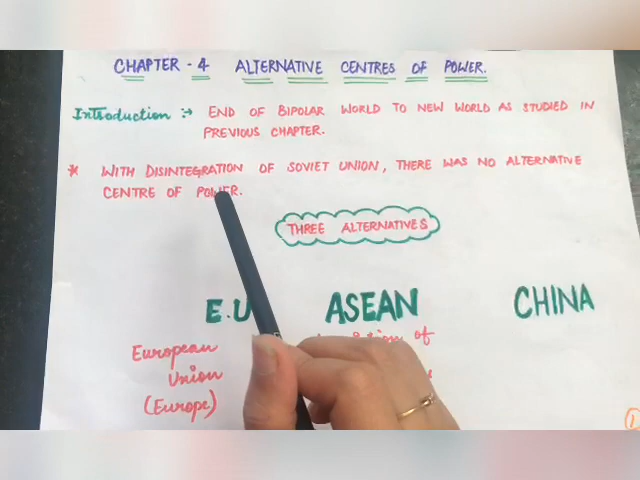 CHAPTER - 4 ALTERNATIVE CENTRES OF POWER.
Introduction :→ END OF BIPOLAR WORLD TO NEW WORLD AS STUDIED IN
PREVIOUS CHAPTER.
* WITH DISINTEGRATION OF SOVIET UNION, THERE WAS NO ALTERNATIVE
CENTRE OF POWER.
THREE ALTERNATIVES
E.U ASEAN CHINA
European of
Union
(Europe)